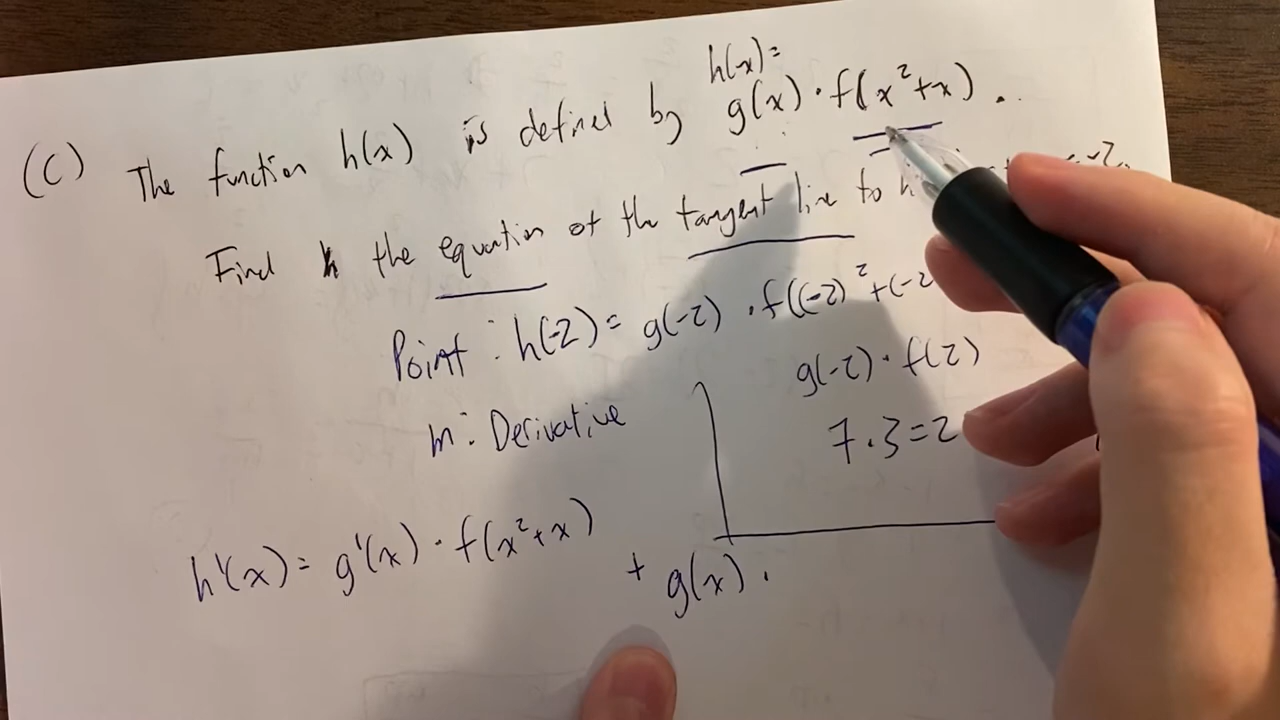 h(x)=
(C) The function h(x) is defined by g(x)·f(x²+x).
Find the equation of the tangent line to h
Point: h(-2)= g(-2)·f((-2)²+(-2
g(-2)·f(2)
m: Derivative
7·3=2
h'(x)= g'(x)·f(x²+x) + g(x)·